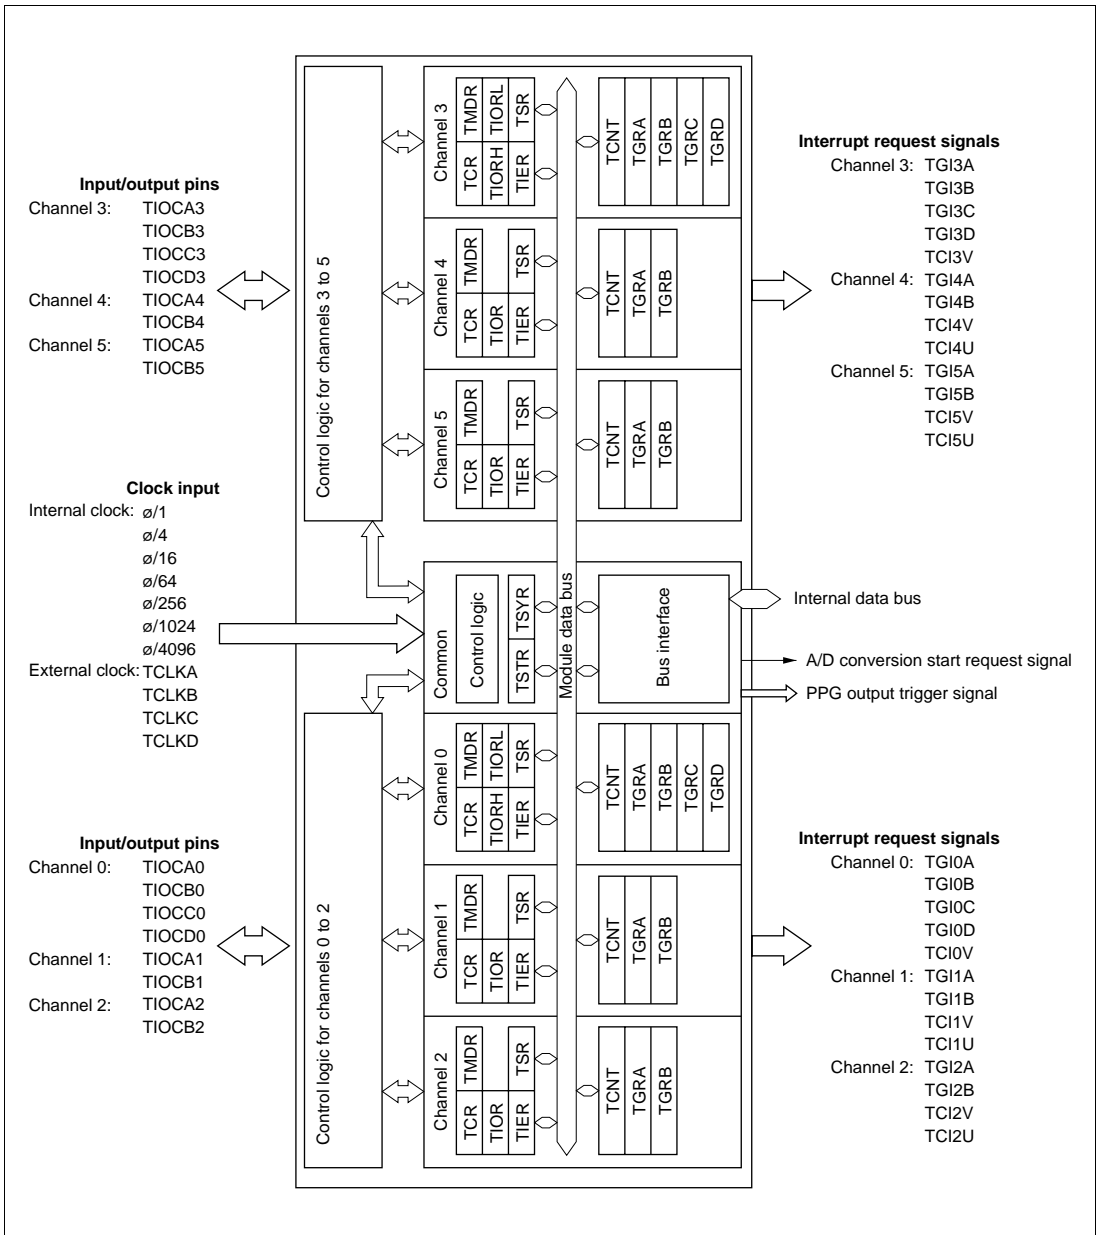 Input/output pins
Channel 3: TIOCA3
TIOCB3
TIOCC3
TIOCD3
Channel 4: TIOCA4
TIOCB4
Channel 5: TIOCA5
TIOCB5
Clock input
Internal clock: ø/1
ø/4
ø/16
ø/64
ø/256
ø/1024
ø/4096
External clock: TCLKA
TCLKB
TCLKC
TCLKD
Input/output pins
Channel 0: TIOCA0
TIOCB0
TIOCC0
TIOCD0
Channel 1: TIOCA1
TIOCB1
Channel 2: TIOCA2
TIOCB2
Control logic for channels 3 to 5
Control logic for channels 0 to 2
Channel 3
TCR TMDR
TIORH TIORL
TIER TSR
TCNT
TGRA
TGRB
TGRC
TGRD
Channel 4
TCR TMDR
TIOR
TIER TSR
TCNT
TGRA
TGRB
Channel 5
TCR TMDR
TIOR
TIER TSR
TCNT
TGRA
TGRB
Common
Control logic
TSTR TSYR
Module data bus
Bus interface
Channel 0
TCR TMDR
TIORH TIORL
TIER TSR
TCNT
TGRA
TGRB
TGRC
TGRD
Channel 1
TCR TMDR
TIOR
TIER TSR
TCNT
TGRA
TGRB
Channel 2
TCR TMDR
TIOR
TIER TSR
TCNT
TGRA
TGRB
Interrupt request signals
Channel 3: TGI3A
TGI3B
TGI3C
TGI3D
TCI3V
Channel 4: TGI4A
TGI4B
TCI4V
TCI4U
Channel 5: TGI5A
TGI5B
TCI5V
TCI5U
Internal data bus
A/D conversion start request signal
PPG output trigger signal
Interrupt request signals
Channel 0: TGI0A
TGI0B
TGI0C
TGI0D
TCI0V
Channel 1: TGI1A
TGI1B
TCI1V
TCI1U
Channel 2: TGI2A
TGI2B
TCI2V
TCI2U